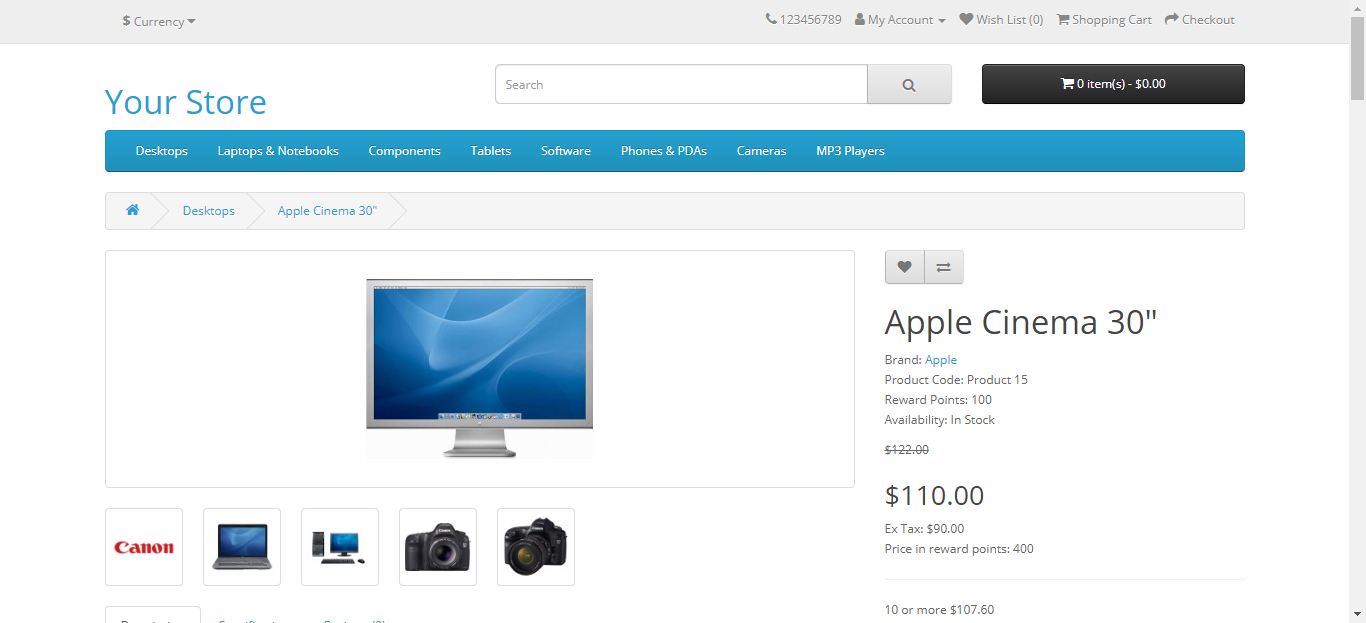 $ Currency
123456789 My Account Wish List (0) Shopping Cart Checkout
Your Store
Search
0 item(s) - $0.00
Desktops Laptops & Notebooks Components Tablets Software Phones & PDAs Cameras MP3 Players
Desktops Apple Cinema 30"
Apple Cinema 30"
Brand: Apple
Product Code: Product 15
Reward Points: 100
Availability: In Stock
$122.00
$110.00
Ex Tax: $90.00
Price in reward points: 400
10 or more $107.60
Canon